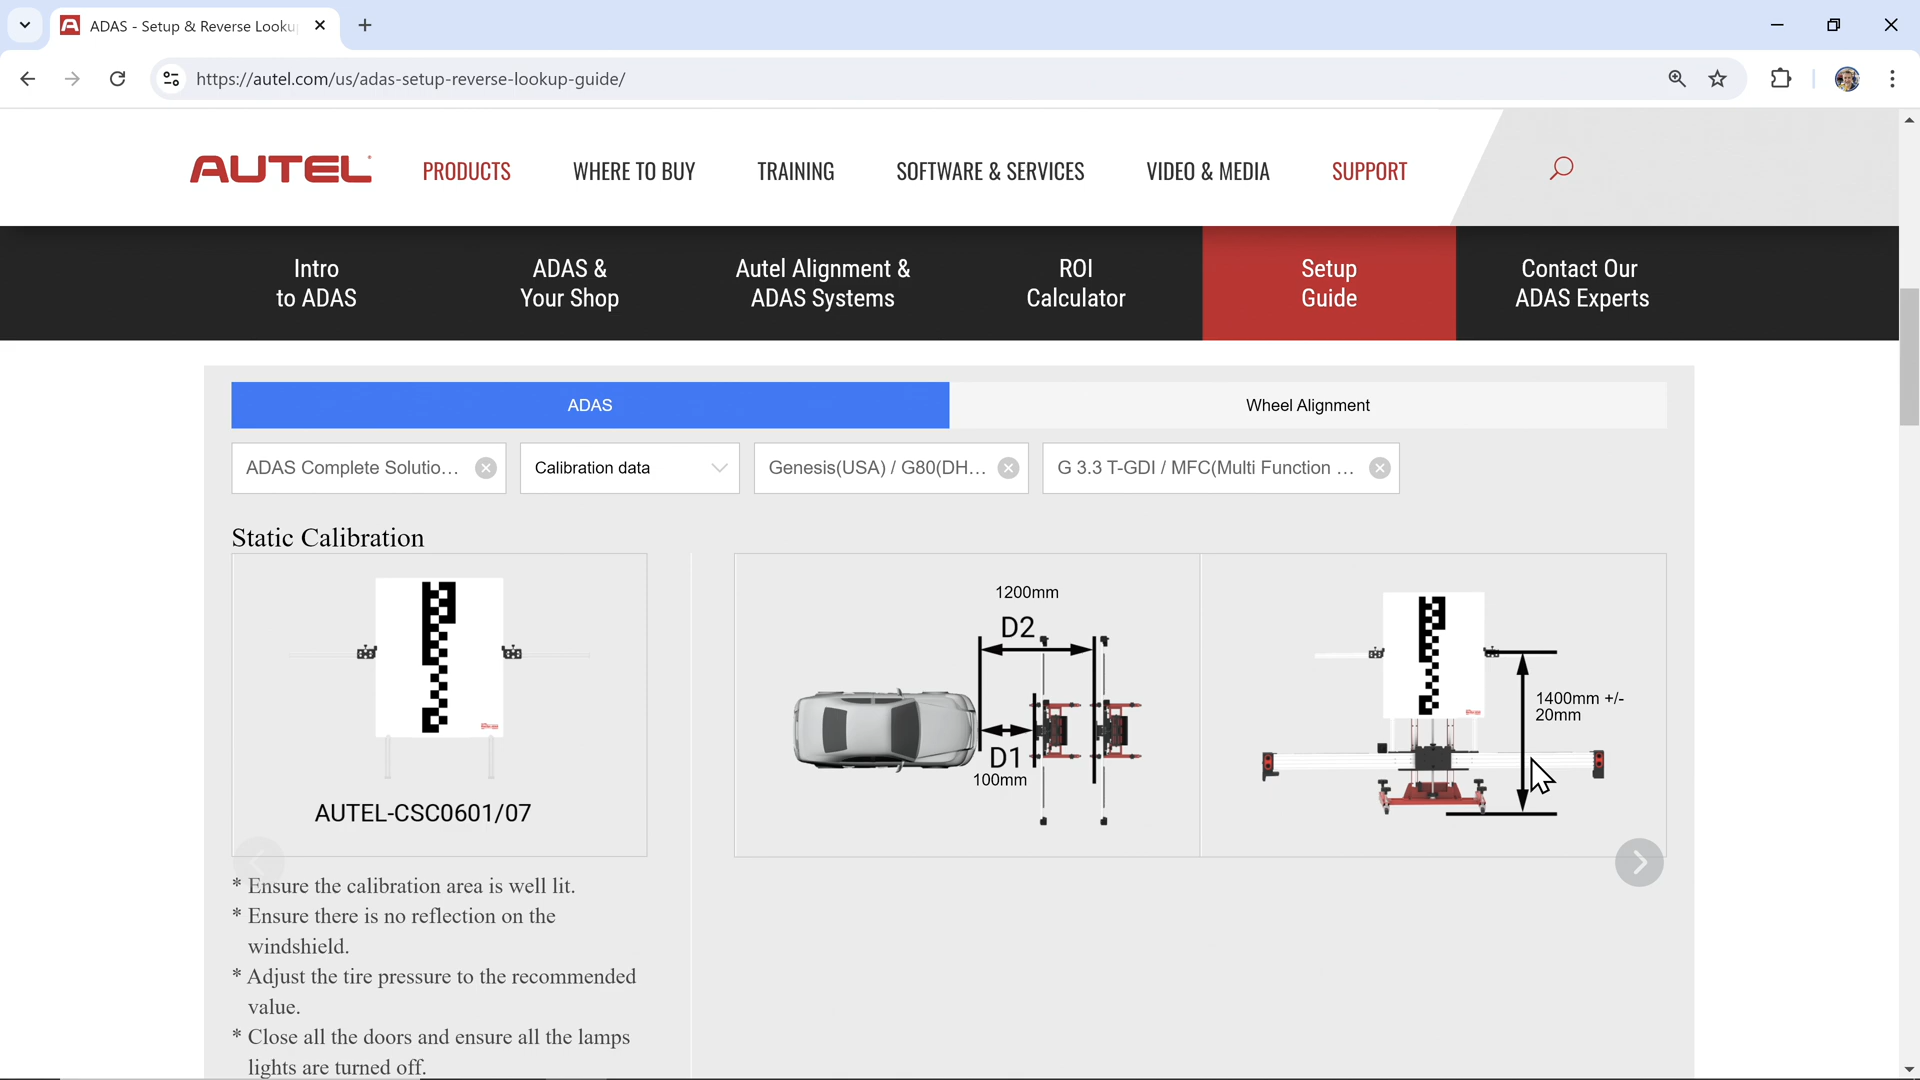 ADAS - Setup & Reverse Looku
https://autel.com/us/adas-setup-reverse-lookup-guide/
AUTEL
PRODUCTS
WHERE TO BUY
TRAINING
SOFTWARE & SERVICES
VIDEO & MEDIA
SUPPORT
Intro
to ADAS
ADAS &
Your Shop
Autel Alignment &
ADAS Systems
ROI
Calculator
Setup
Guide
Contact Our
ADAS Experts
ADAS
Wheel Alignment
ADAS Complete Solutio...
Calibration data
Genesis(USA) / G80(DH...
G 3.3 T-GDI / MFC(Multi Function ...
Static Calibration
AUTEL-CSC0601/07
1200mm
D2
D1
100mm
1400mm +/-
20mm
* Ensure the calibration area is well lit.
* Ensure there is no reflection on the
windshield.
* Adjust the tire pressure to the recommended
value.
* Close all the doors and ensure all the lamps
lights are turned off.